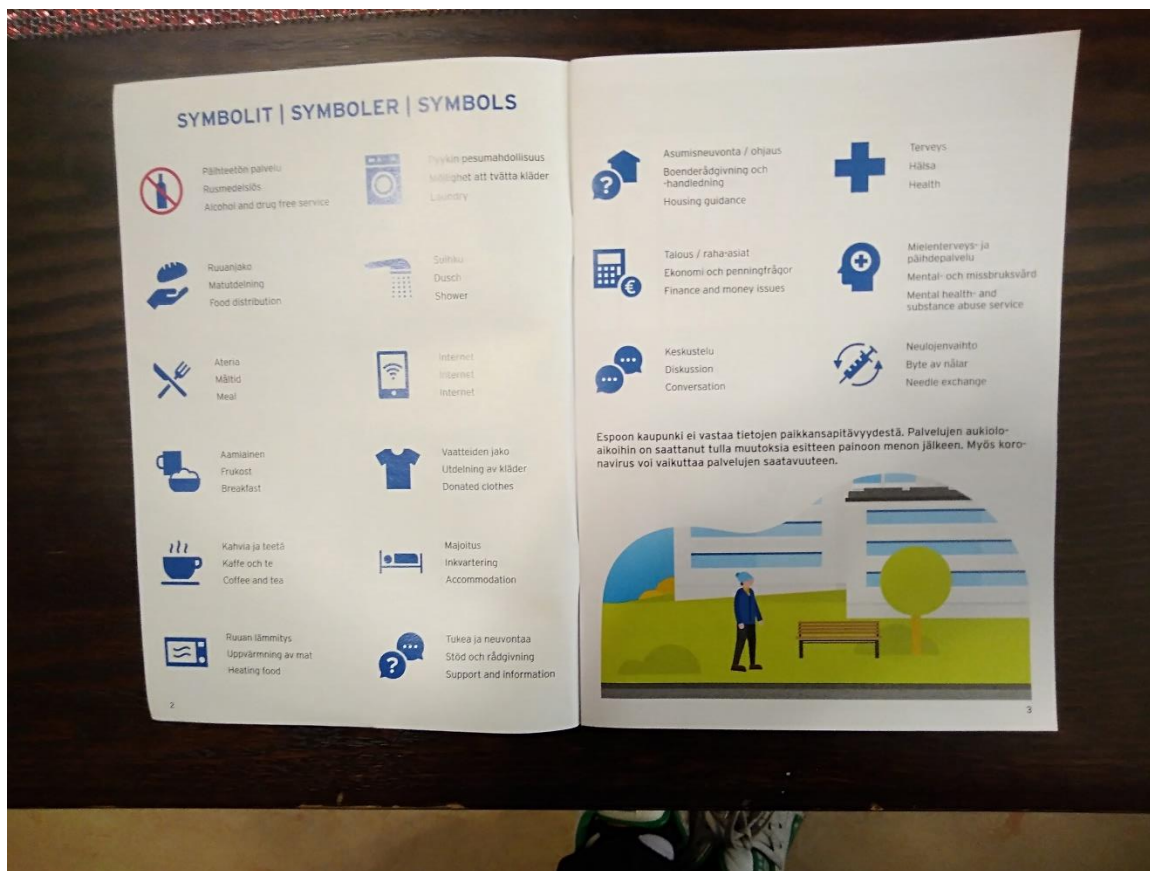 SYMBOLIT | SYMBOLER | SYMBOLS
Päihteetön palvelu
Rusmedelslös
Alcohol and drug free service
Ruuanjako
Matutdelning
Food distribution
Ateria
Måltid
Meal
Aamiainen
Frukost
Breakfast
Kahvia ja teetä
Kaffe och te
Coffee and tea
Ruuan lämmitys
Uppvärmning av mat
Heating food
Pyykin pesumahdollisuus
Möjlighet att tvätta kläder
Laundry
Suihku
Dusch
Shower
Internet
Internet
Internet
Vaatteiden jako
Utdelning av kläder
Donated clothes
Majoitus
Inkvartering
Accommodation
Tukea ja neuvontaa
Stöd och rådgivning
Support and information
2
Asumisneuvonta / ohjaus
Boenderådgivning och
-handledning
Housing guidance
Talous / raha-asiat
Ekonomi och penningfrågor
Finance and money issues
Keskustelu
Diskussion
Conversation
Terveys
Hälsa
Health
Mielenterveys- ja
päihdepalvelu
Mental- och missbruksvård
Mental health- and
substance abuse service
Neulojenvaihto
Byte av nålar
Needle exchange
Espoon kaupunki ei vastaa tietojen paikkansapitävyydestä. Palvelujen aukiolo-
aikoihin on saattanut tulla muutoksia esitteen painoon menon jälkeen. Myös koro-
navirus voi vaikuttaa palvelujen saatavuuteen.
3